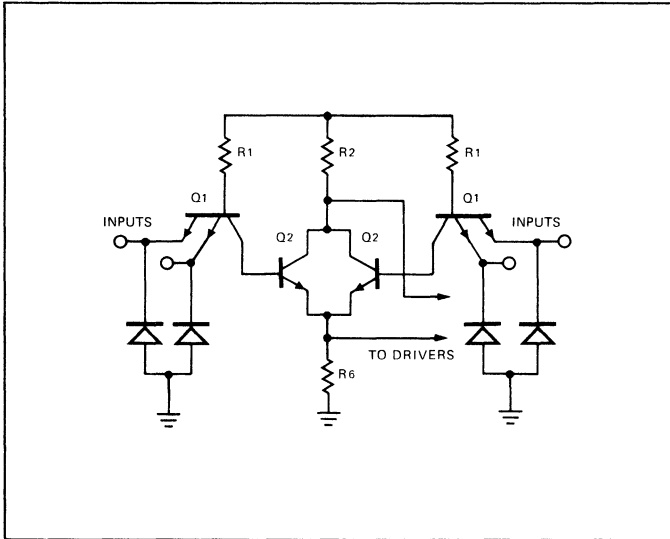 R1 R2 R1
Q1 Q1
INPUTS INPUTS
Q2 Q2
TO DRIVERS
R6